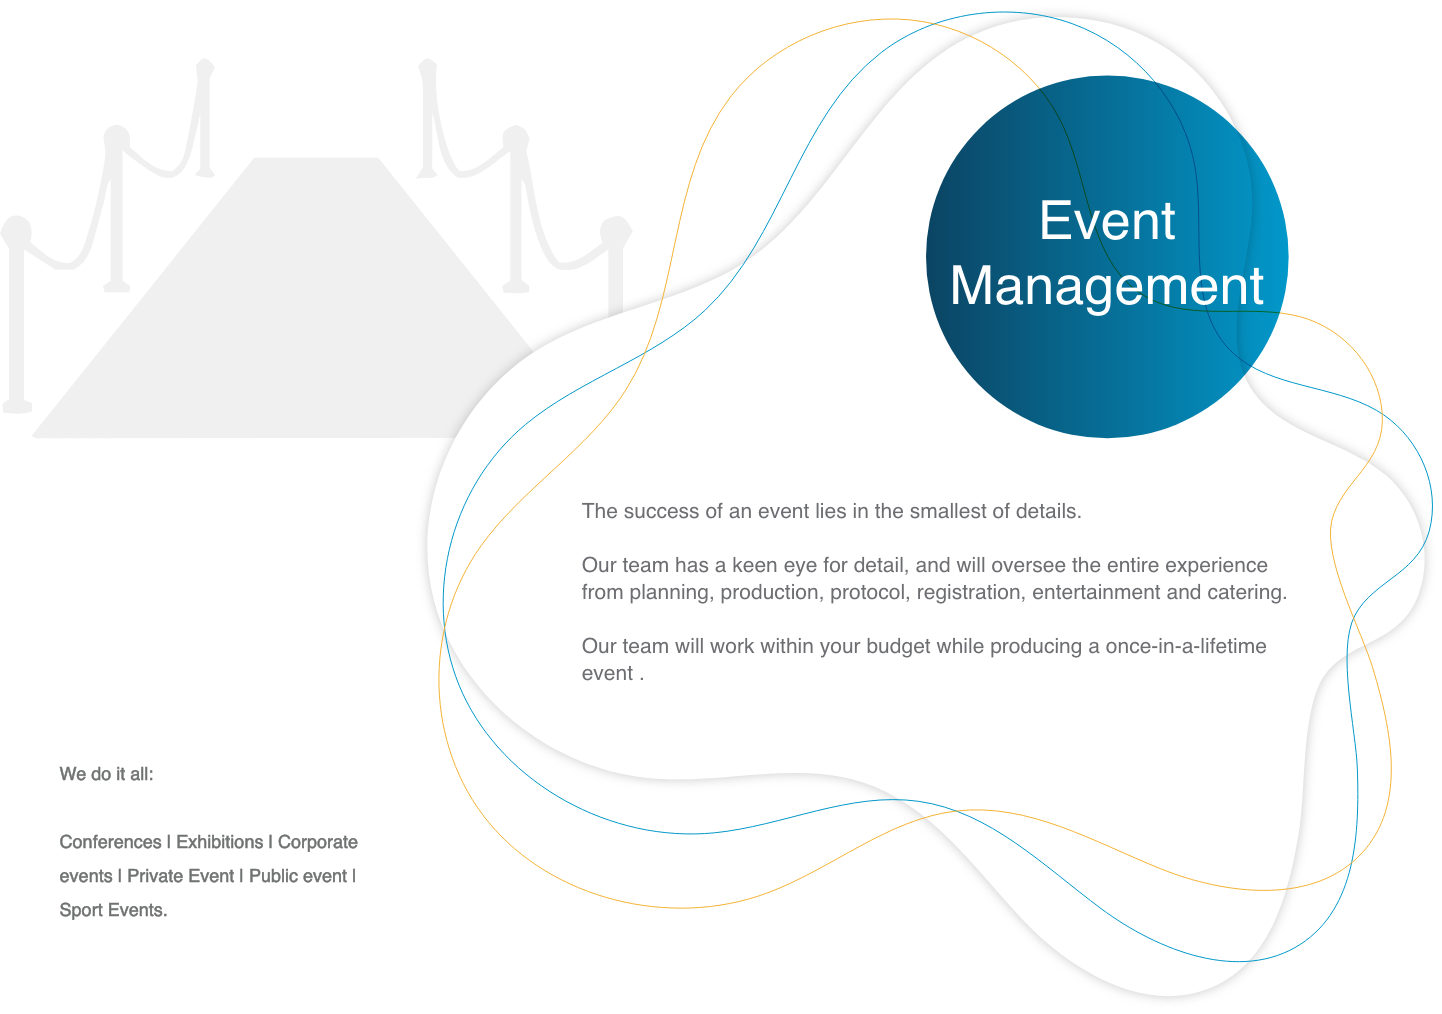 Event
Management
The success of an event lies in the smallest of details.
Our team has a keen eye for detail, and will oversee the entire experience
from planning, production, protocol, registration, entertainment and catering.
Our team will work within your budget while producing a once-in-a-lifetime
event .
We do it all:
Conferences I Exhibitions I Corporate
events I Private Event I Public event I
Sport Events.